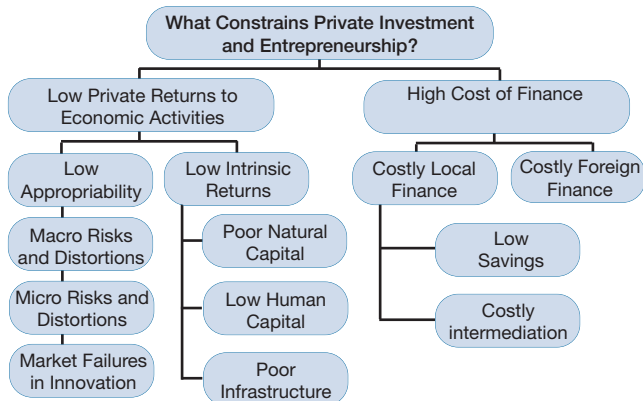 What Constrains Private Investment
and Entrepreneurship?
Low Private Returns to
Economic Activities
High Cost of Finance
Low
Appropriability
Low Intrinsic
Returns
Costly Local
Finance
Costly Foreign
Finance
Macro Risks
and Distortions
Poor Natural
Capital
Low
Savings
Micro Risks and
Distortions
Low Human
Capital
Costly
intermediation
Market Failures
in Innovation
Poor
Infrastructure